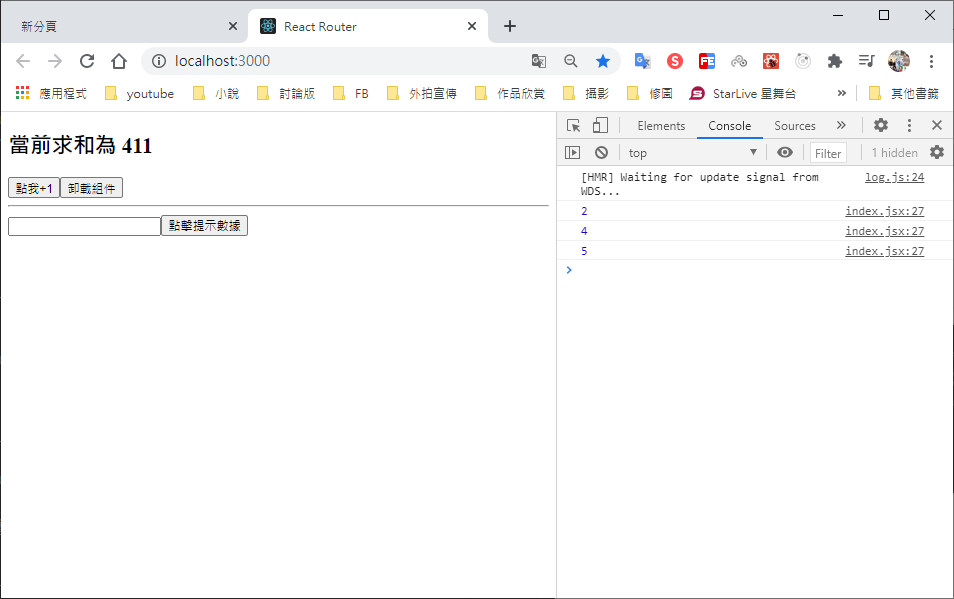 新分頁
React Router
localhost:3000
應用程式 youtube 小說 討論版 FB 外拍宣傳 作品欣賞 攝影 修圖 StarLive 星舞台 » 其他書籤
當前求和為 411
點我+1 卸載組件
點擊提示數據
Elements Console Sources »
top ▼ Filter 1 hidden
[HMR] Waiting for update signal from log.js:24
WDS...
2 index.jsx:27
4 index.jsx:27
5 index.jsx:27